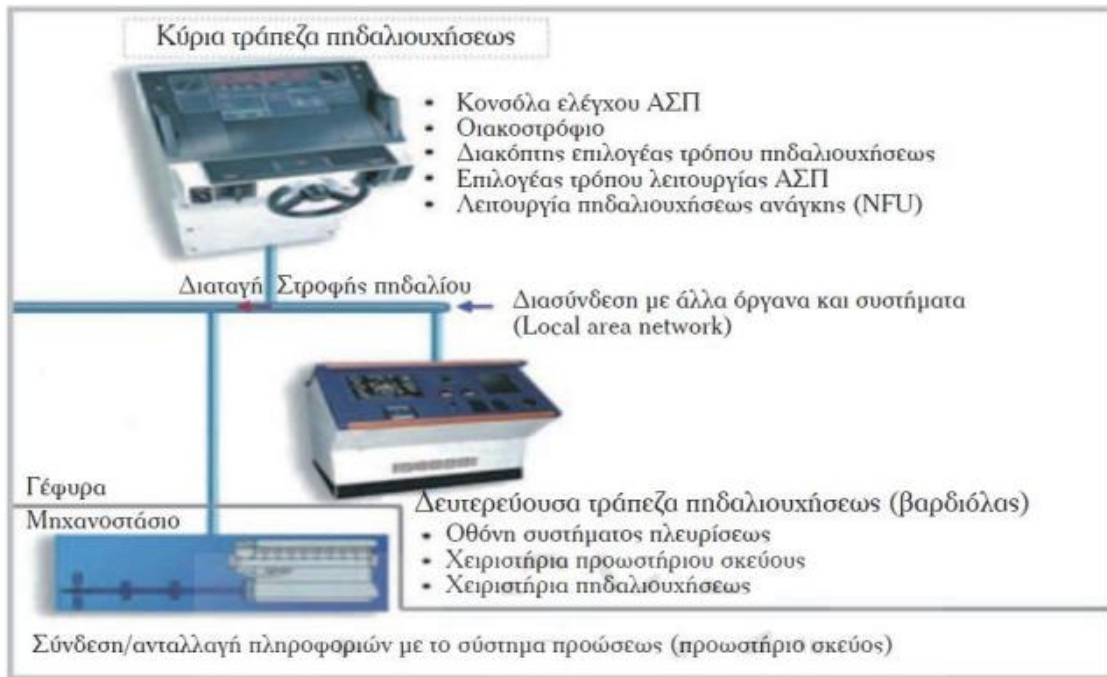 Κύρια τράπεζα πηδαλιουχήσεως
• Κονσόλα ελέγχου ΑΣΠ
• Οιακοστρόφιο
• Διακόπτης επιλογέας τρόπου πηδαλιουχήσεως
• Επιλογέας τρόπου λειτουργίας ΑΣΠ
• Λειτουργία πηδαλιουχήσεως ανάγκης (NFU)
Διαταγή Στροφής πηδαλίου
Διασύνδεση με άλλα όργανα και συστήματα
(Local area network)
Γέφυρα
Μηχανοστάσιο
Δευτερεύουσα τράπεζα πηδαλιουχήσεως (βαρδιόλας)
• Οθόνη συστήματος πλευρίσεως
• Χειριστήρια προωστήριου σκεύους
• Χειριστήρια πηδαλιουχήσεως
Σύνδεση/ανταλλαγή πληροφοριών με το σύστημα προώσεως (προωστήριο σκεύος)